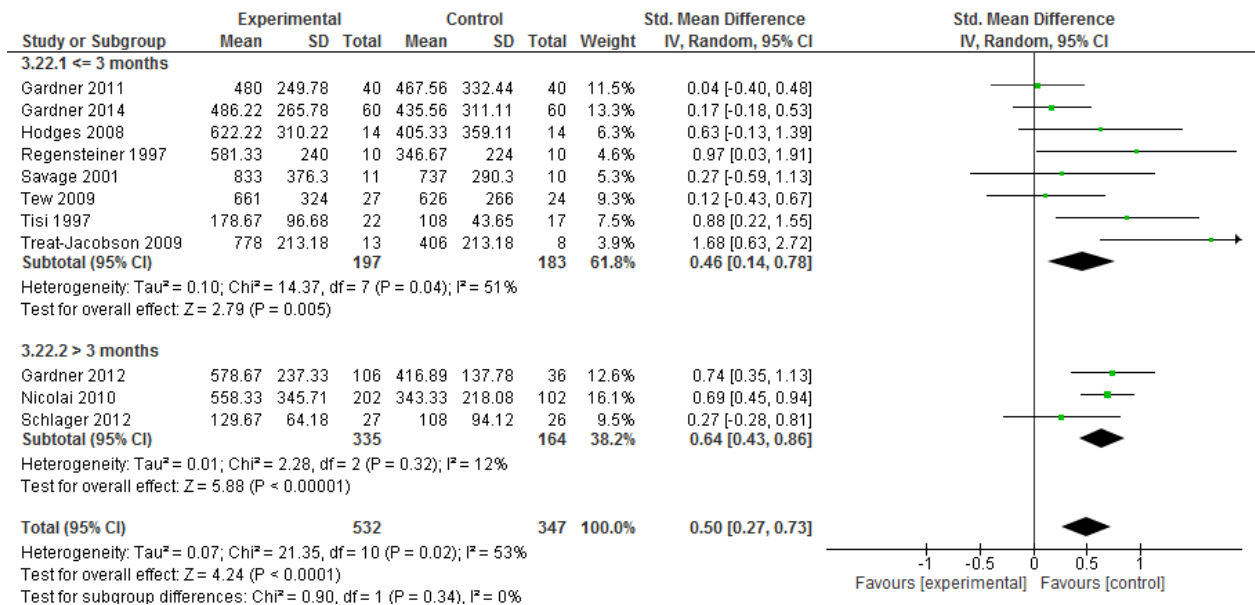 Experimental Control Std. Mean Difference Std. Mean Difference
Study or Subgroup Mean SD Total Mean SD Total Weight IV, Random, 95% CI IV, Random, 95% CI
3.22.1 <= 3 months
Gardner 2011 480 249.78 40 467.56 332.44 40 11.5% 0.04 [-0.40, 0.48]
Gardner 2014 486.22 265.78 60 435.56 311.11 60 13.3% 0.17 [-0.18, 0.53]
Hodges 2008 622.22 310.22 14 405.33 359.11 14 6.3% 0.63 [-0.13, 1.39]
Regensteiner 1997 581.33 240 10 346.67 224 10 4.6% 0.97 [0.03, 1.91]
Savage 2001 833 376.3 11 737 290.3 10 5.3% 0.27 [-0.59, 1.13]
Tew 2009 661 324 27 626 266 24 9.3% 0.12 [-0.43, 0.67]
Tisi 1997 178.67 96.68 22 108 43.65 17 7.5% 0.88 [0.22, 1.55]
Treat-Jacobson 2009 778 213.18 13 406 213.18 8 3.9% 1.68 [0.63, 2.72]
Subtotal (95% CI) 197 183 61.8% 0.46 [0.14, 0.78]
Heterogeneity: Tau² = 0.10; Chi² = 14.37, df = 7 (P = 0.04); I² = 51%
Test for overall effect: Z = 2.79 (P = 0.005)
3.22.2 > 3 months
Gardner 2012 578.67 237.33 106 416.89 137.78 36 12.6% 0.74 [0.35, 1.13]
Nicolai 2010 558.33 345.71 202 343.33 218.08 102 16.1% 0.69 [0.45, 0.94]
Schlager 2012 129.67 64.18 27 108 94.12 26 9.5% 0.27 [-0.28, 0.81]
Subtotal (95% CI) 335 164 38.2% 0.64 [0.43, 0.86]
Heterogeneity: Tau² = 0.01; Chi² = 2.28, df = 2 (P = 0.32); I² = 12%
Test for overall effect: Z = 5.88 (P < 0.00001)
Total (95% CI) 532 347 100.0% 0.50 [0.27, 0.73]
Heterogeneity: Tau² = 0.07; Chi² = 21.35, df = 10 (P = 0.02); I² = 53%
Test for overall effect: Z = 4.24 (P < 0.0001)
Test for subgroup differences: Chi² = 0.90, df = 1 (P = 0.34), I² = 0%
-1 -0.5 0 0.5 1
Favours [experimental] Favours [control]